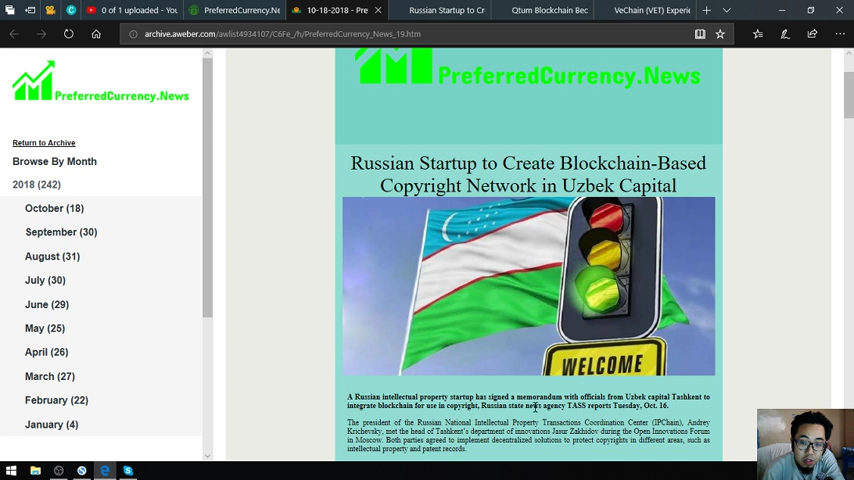 0 of 1 uploaded - You
PreferredCurrency.Ne
10-18-2018 - Pre
Russian Startup to Cr
Qtum Blockchain Bec
VeChain (VET) Experie
archive.aweber.com/awlist4934107/C6Fe_/h/PreferredCurrency_News_19.htm
PreferredCurrency.News
Return to Archive
Browse By Month
2018 (242)
October (18)
September (30)
August (31)
July (30)
June (29)
May (25)
April (26)
March (27)
February (22)
January (4)
PreferredCurrency.News
Russian Startup to Create Blockchain-Based
Copyright Network in Uzbek Capital
WELCOME
A Russian intellectual property startup has signed a memorandum with officials from Uzbek capital Tashkent to
integrate blockchain for use in copyright, Russian state news agency TASS reports Tuesday, Oct. 16.
The president of the Russian National Intellectual Property Transactions Coordination Center (IPChain), Andrey
Krichevsky, met the head of Tashkent's department of innovations Jasur Zakhidov during the Open Innovations Forum
in Moscow. Both parties agreed to implement decentralized solutions to protect copyrights in different areas, such as
intellectual property and patent records.